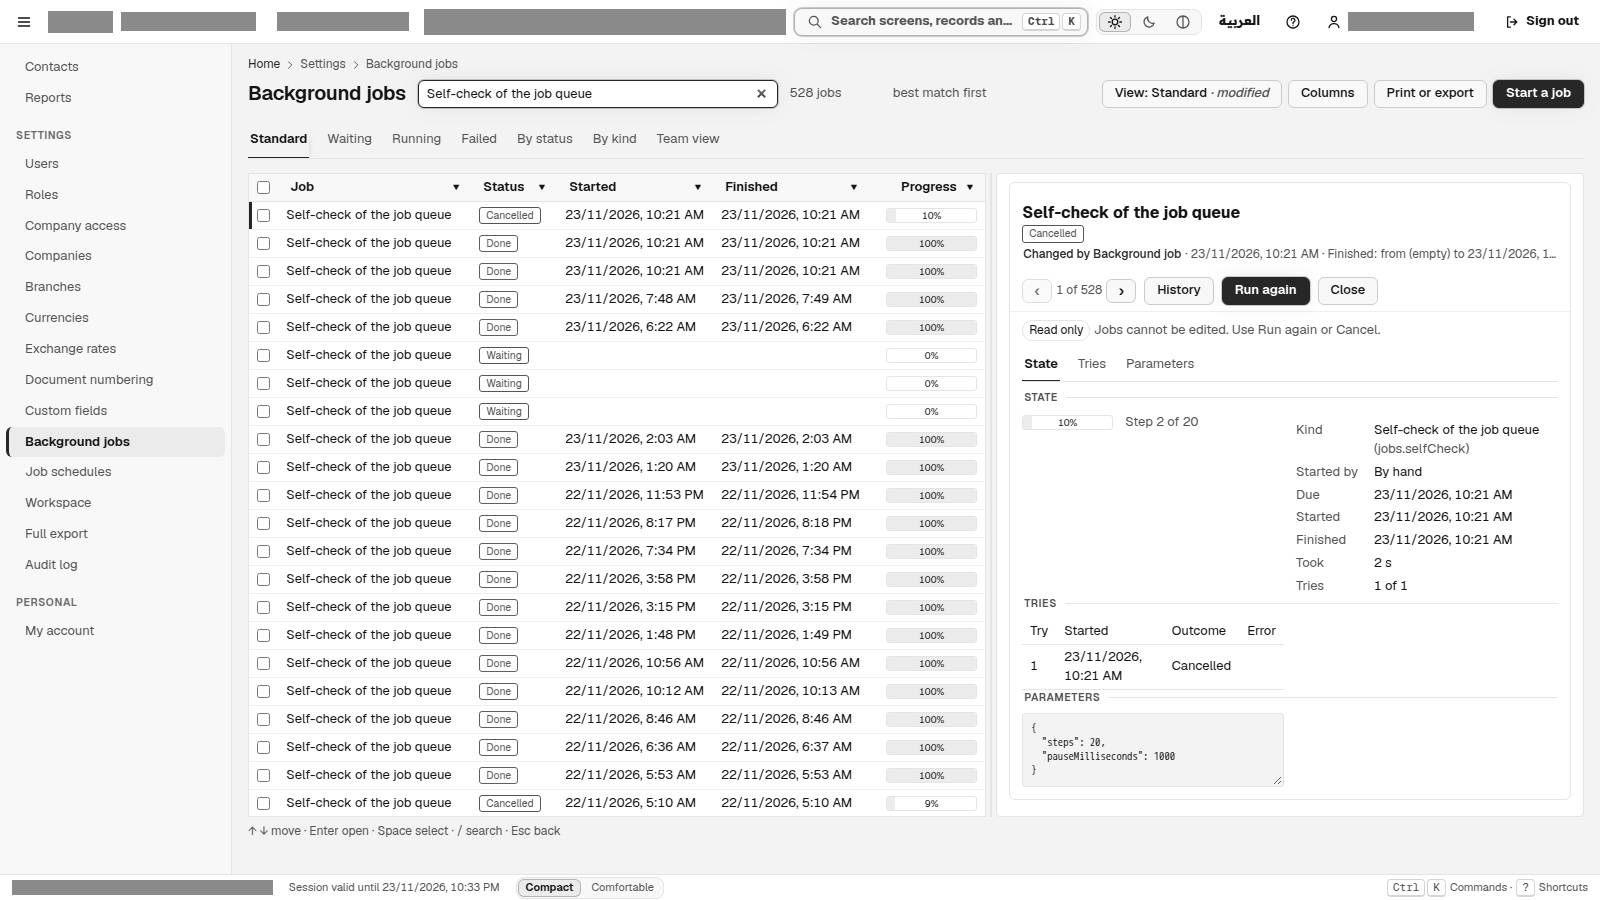 Search screens, records an... Ctrl K
العربية
Sign out
Contacts
Reports
SETTINGS
Users
Roles
Company access
Companies
Branches
Currencies
Exchange rates
Document numbering
Custom fields
Background jobs
Job schedules
Workspace
Full export
Audit log
PERSONAL
My account
Home > Settings > Background jobs
Background jobs
Self-check of the job queue
528 jobs
best match first
View: Standard · modified
Columns
Print or export
Start a job
Standard Waiting Running Failed By status By kind Team view
Job Status Started Finished Progress
Self-check of the job queue Cancelled 23/11/2026, 10:21 AM 23/11/2026, 10:21 AM 10%
Self-check of the job queue Done 23/11/2026, 10:21 AM 23/11/2026, 10:21 AM 100%
Self-check of the job queue Done 23/11/2026, 10:21 AM 23/11/2026, 10:21 AM 100%
Self-check of the job queue Done 23/11/2026, 7:48 AM 23/11/2026, 7:49 AM 100%
Self-check of the job queue Done 23/11/2026, 6:22 AM 23/11/2026, 6:22 AM 100%
Self-check of the job queue Waiting 0%
Self-check of the job queue Waiting 0%
Self-check of the job queue Waiting 0%
Self-check of the job queue Done 23/11/2026, 2:03 AM 23/11/2026, 2:03 AM 100%
Self-check of the job queue Done 23/11/2026, 1:20 AM 23/11/2026, 1:20 AM 100%
Self-check of the job queue Done 22/11/2026, 11:53 PM 22/11/2026, 11:54 PM 100%
Self-check of the job queue Done 22/11/2026, 8:17 PM 22/11/2026, 8:18 PM 100%
Self-check of the job queue Done 22/11/2026, 7:34 PM 22/11/2026, 7:34 PM 100%
Self-check of the job queue Done 22/11/2026, 3:58 PM 22/11/2026, 3:58 PM 100%
Self-check of the job queue Done 22/11/2026, 3:15 PM 22/11/2026, 3:15 PM 100%
Self-check of the job queue Done 22/11/2026, 1:48 PM 22/11/2026, 1:49 PM 100%
Self-check of the job queue Done 22/11/2026, 10:56 AM 22/11/2026, 10:56 AM 100%
Self-check of the job queue Done 22/11/2026, 10:12 AM 22/11/2026, 10:13 AM 100%
Self-check of the job queue Done 22/11/2026, 8:46 AM 22/11/2026, 8:46 AM 100%
Self-check of the job queue Done 22/11/2026, 6:36 AM 22/11/2026, 6:37 AM 100%
Self-check of the job queue Done 22/11/2026, 5:53 AM 22/11/2026, 5:53 AM 100%
Self-check of the job queue Cancelled 22/11/2026, 5:10 AM 22/11/2026, 5:10 AM 9%
↑ ↓ move · Enter open · Space select · / search · Esc back
Self-check of the job queue
Cancelled
Changed by Background job · 23/11/2026, 10:21 AM · Finished: from (empty) to 23/11/2026, 1...
‹ 1 of 528 › History Run again Close
Read only Jobs cannot be edited. Use Run again or Cancel.
State Tries Parameters
STATE
10% Step 2 of 20
Kind Self-check of the job queue
(jobs.selfCheck)
Started by By hand
Due 23/11/2026, 10:21 AM
Started 23/11/2026, 10:21 AM
Finished 23/11/2026, 10:21 AM
Took 2 s
Tries 1 of 1
TRIES
Try Started Outcome Error
1 23/11/2026, 10:21 AM Cancelled
PARAMETERS
{
"steps": 20,
"pauseMilliseconds": 1000
}
Session valid until 23/11/2026, 10:33 PM
Compact Comfortable
Ctrl K Commands · ? Shortcuts